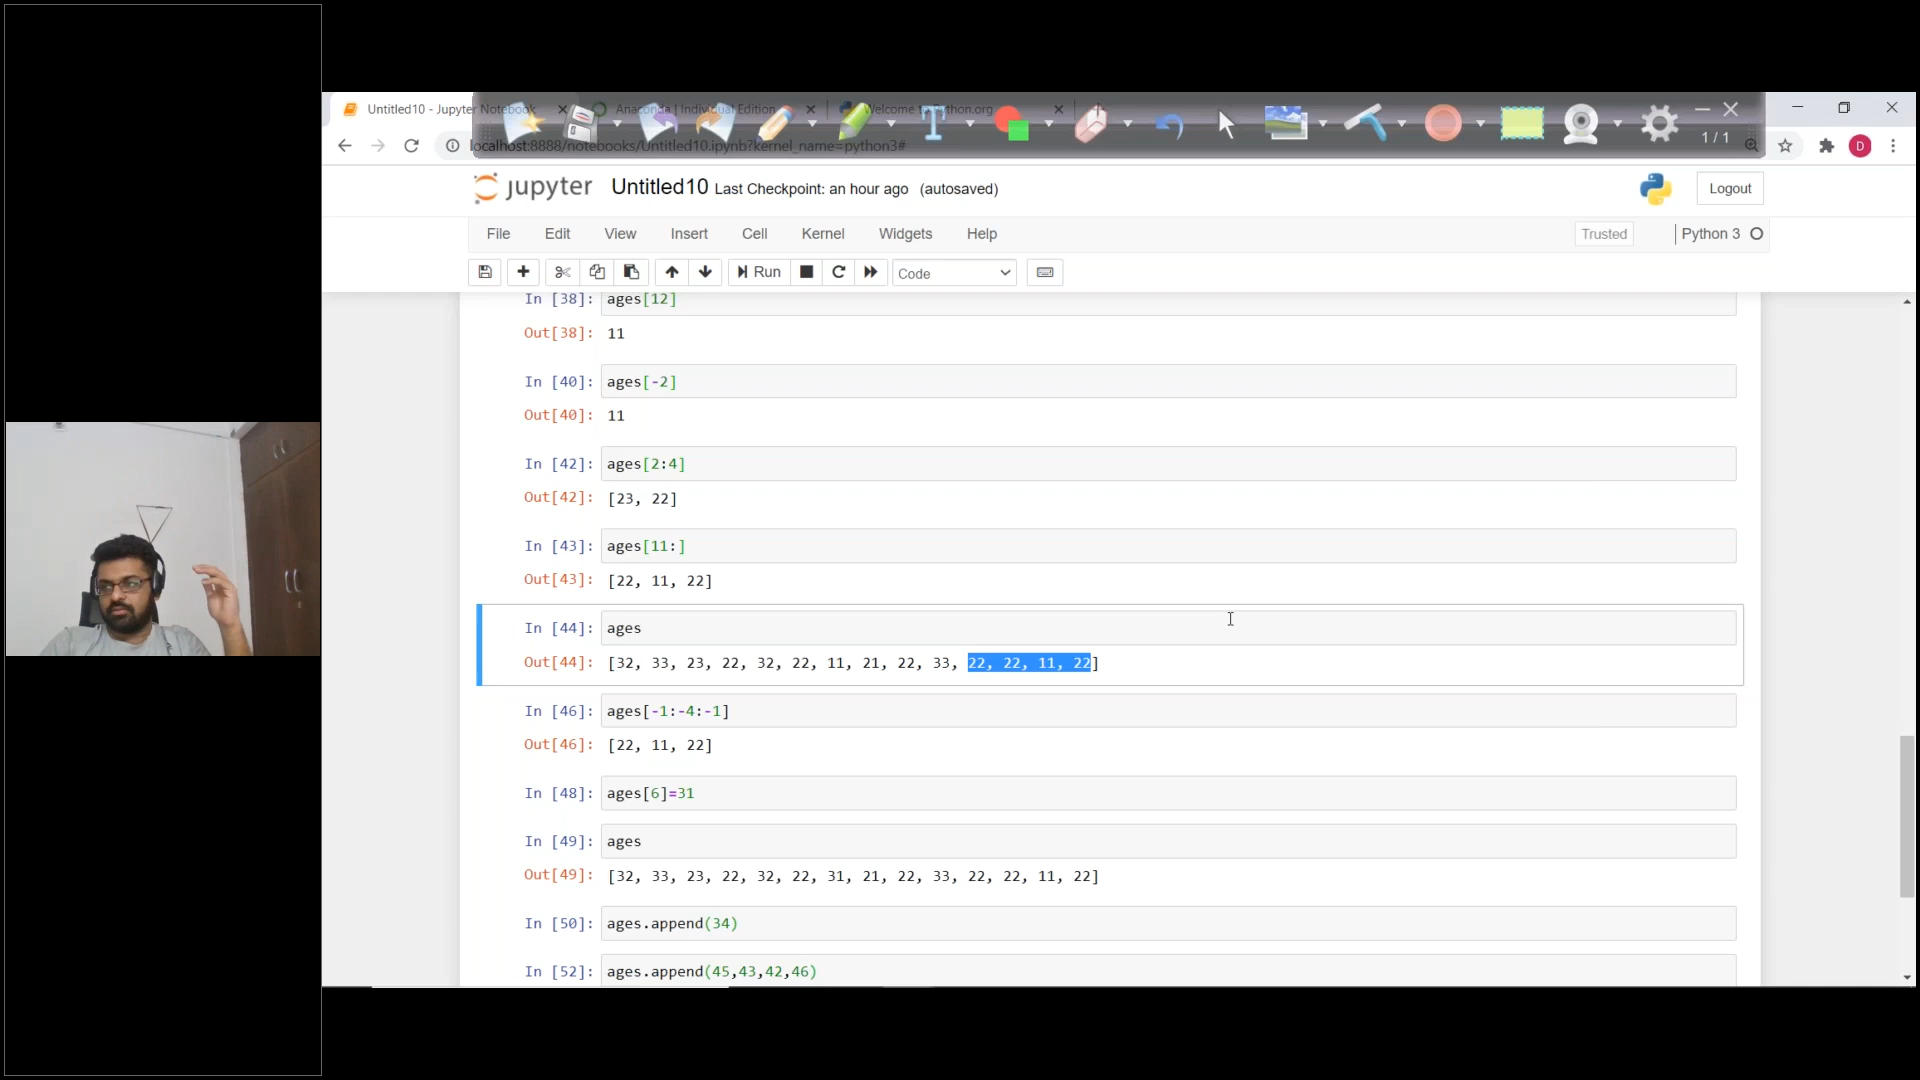 Untitled10 - Jupyter Notebook
Anaconda | Individual Edition
Welcome to Python.org
localhost:8888/notebooks/Untitled10.ipynb?kernel_name=python3#
1 / 1
D
jupyter Untitled10 Last Checkpoint: an hour ago (autosaved)
Logout
File Edit View Insert Cell Kernel Widgets Help
Trusted
Python 3
Run
Code
In [38]: ages[12]
Out[38]: 11
In [40]: ages[-2]
Out[40]: 11
In [42]: ages[2:4]
Out[42]: [23, 22]
In [43]: ages[11:]
Out[43]: [22, 11, 22]
In [44]: ages
Out[44]: [32, 33, 23, 22, 32, 22, 11, 21, 22, 33, 22, 22, 11, 22]
In [46]: ages[-1:-4:-1]
Out[46]: [22, 11, 22]
In [48]: ages[6]=31
In [49]: ages
Out[49]: [32, 33, 23, 22, 32, 22, 31, 21, 22, 33, 22, 22, 11, 22]
In [50]: ages.append(34)
In [52]: ages.append(45,43,42,46)